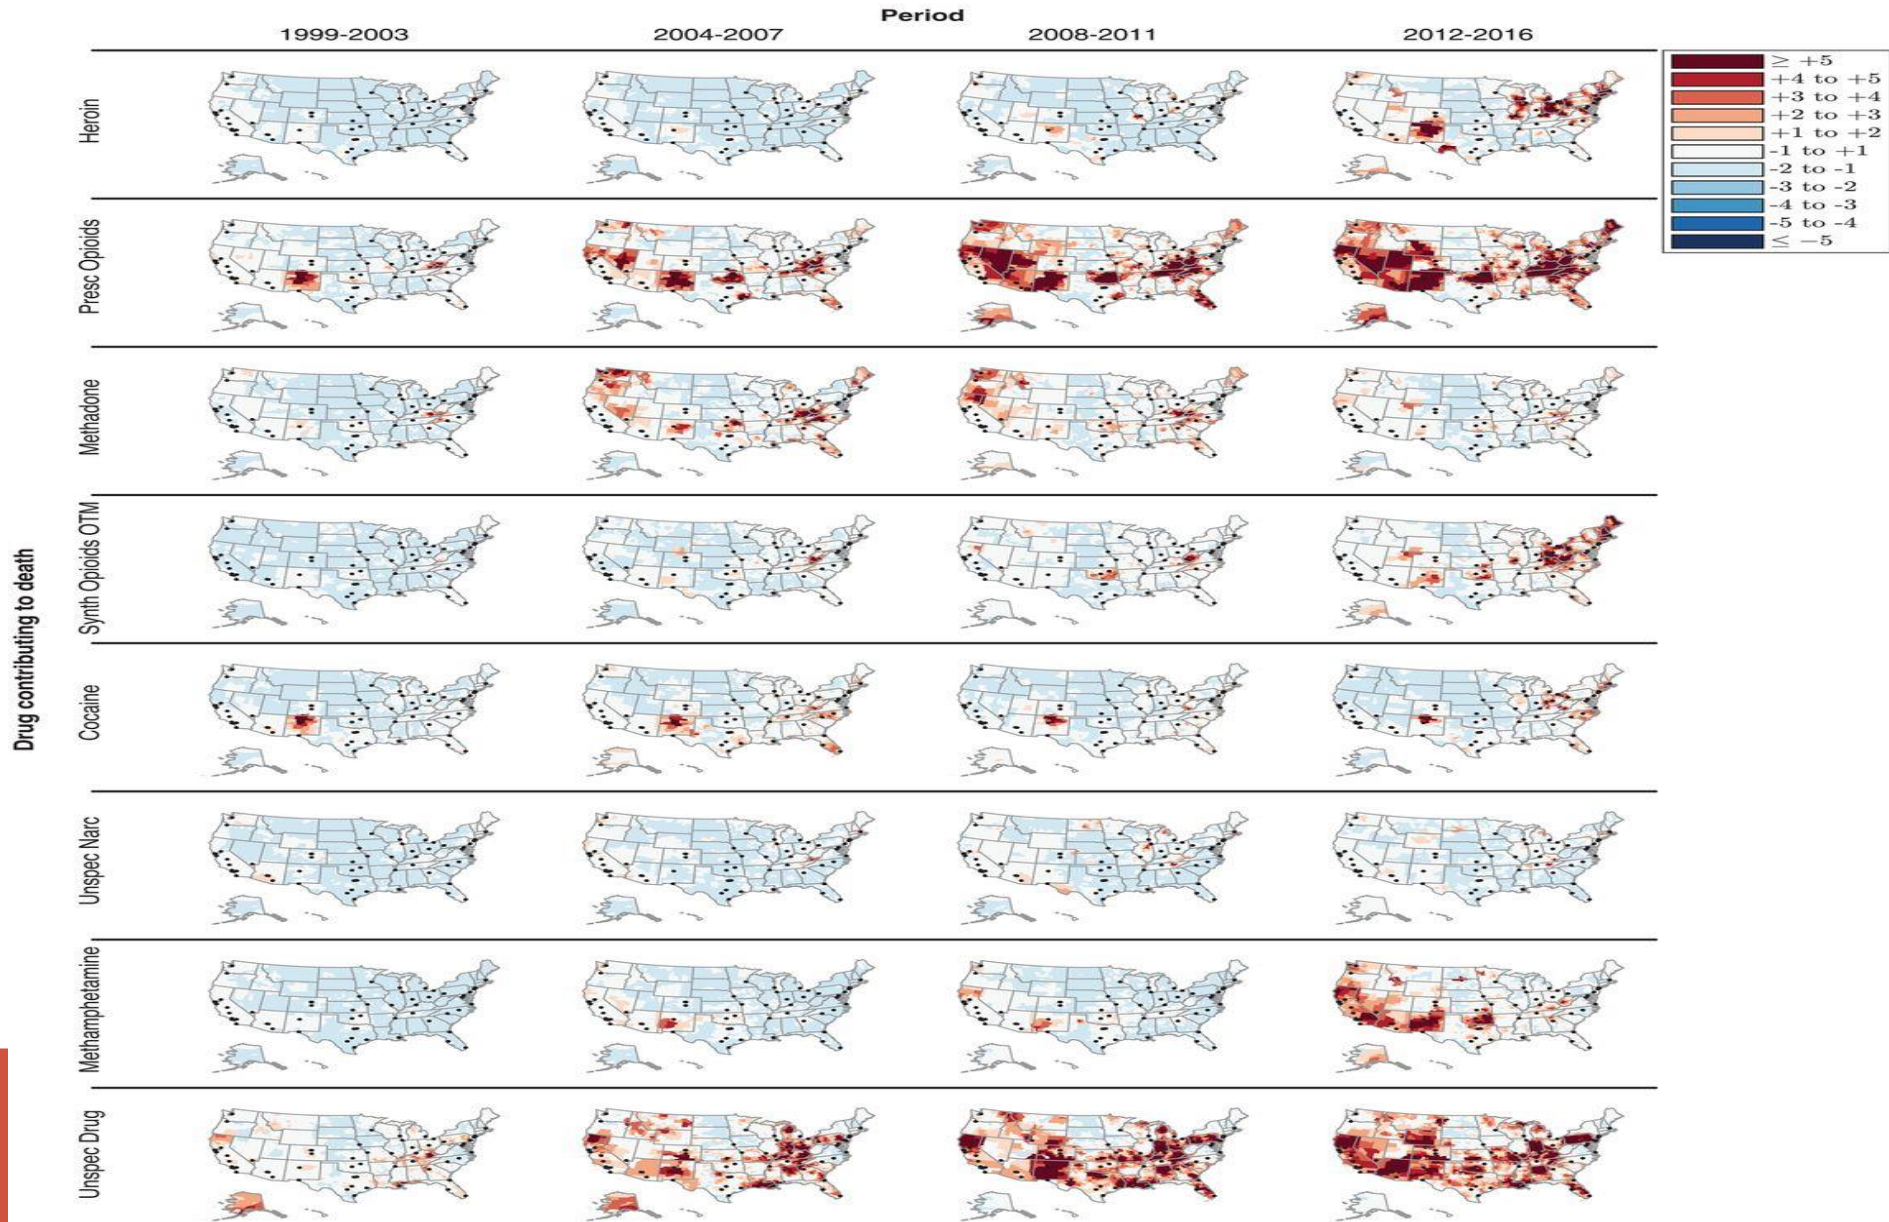 Period
1999-2003 2004-2007 2008-2011 2012-2016
≥ +5
+4 to +5
+3 to +4
+2 to +3
+1 to +2
-1 to +1
-2 to -1
-3 to -2
-4 to -3
-5 to -4
≤ −5
Drug contributing to death
Heroin
Presc Opioids
Methadone
Synth Opioids OTM
Cocaine
Unspec Narc
Methamphetamine
Unspec Drug